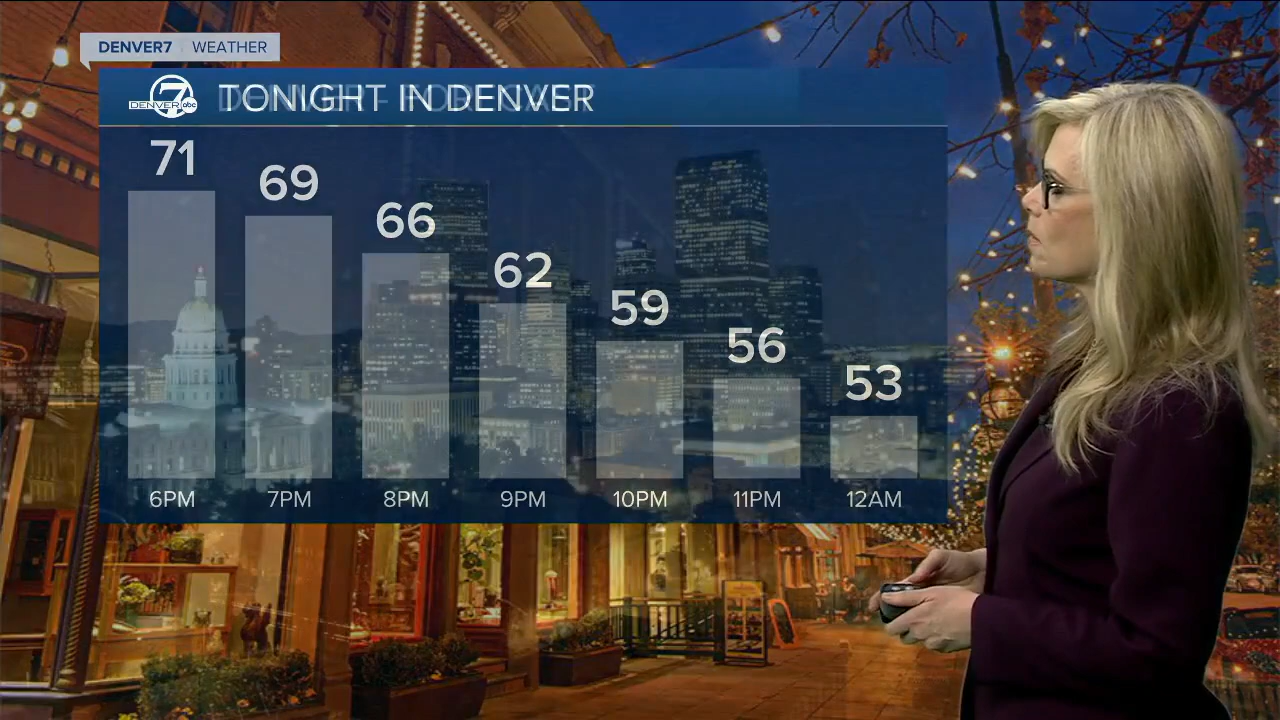 DENVER7 WEATHER
DENVER 7 abc
TONIGHT IN DENVER
71 69 66 62 59 56 53
6PM 7PM 8PM 9PM 10PM 11PM 12AM